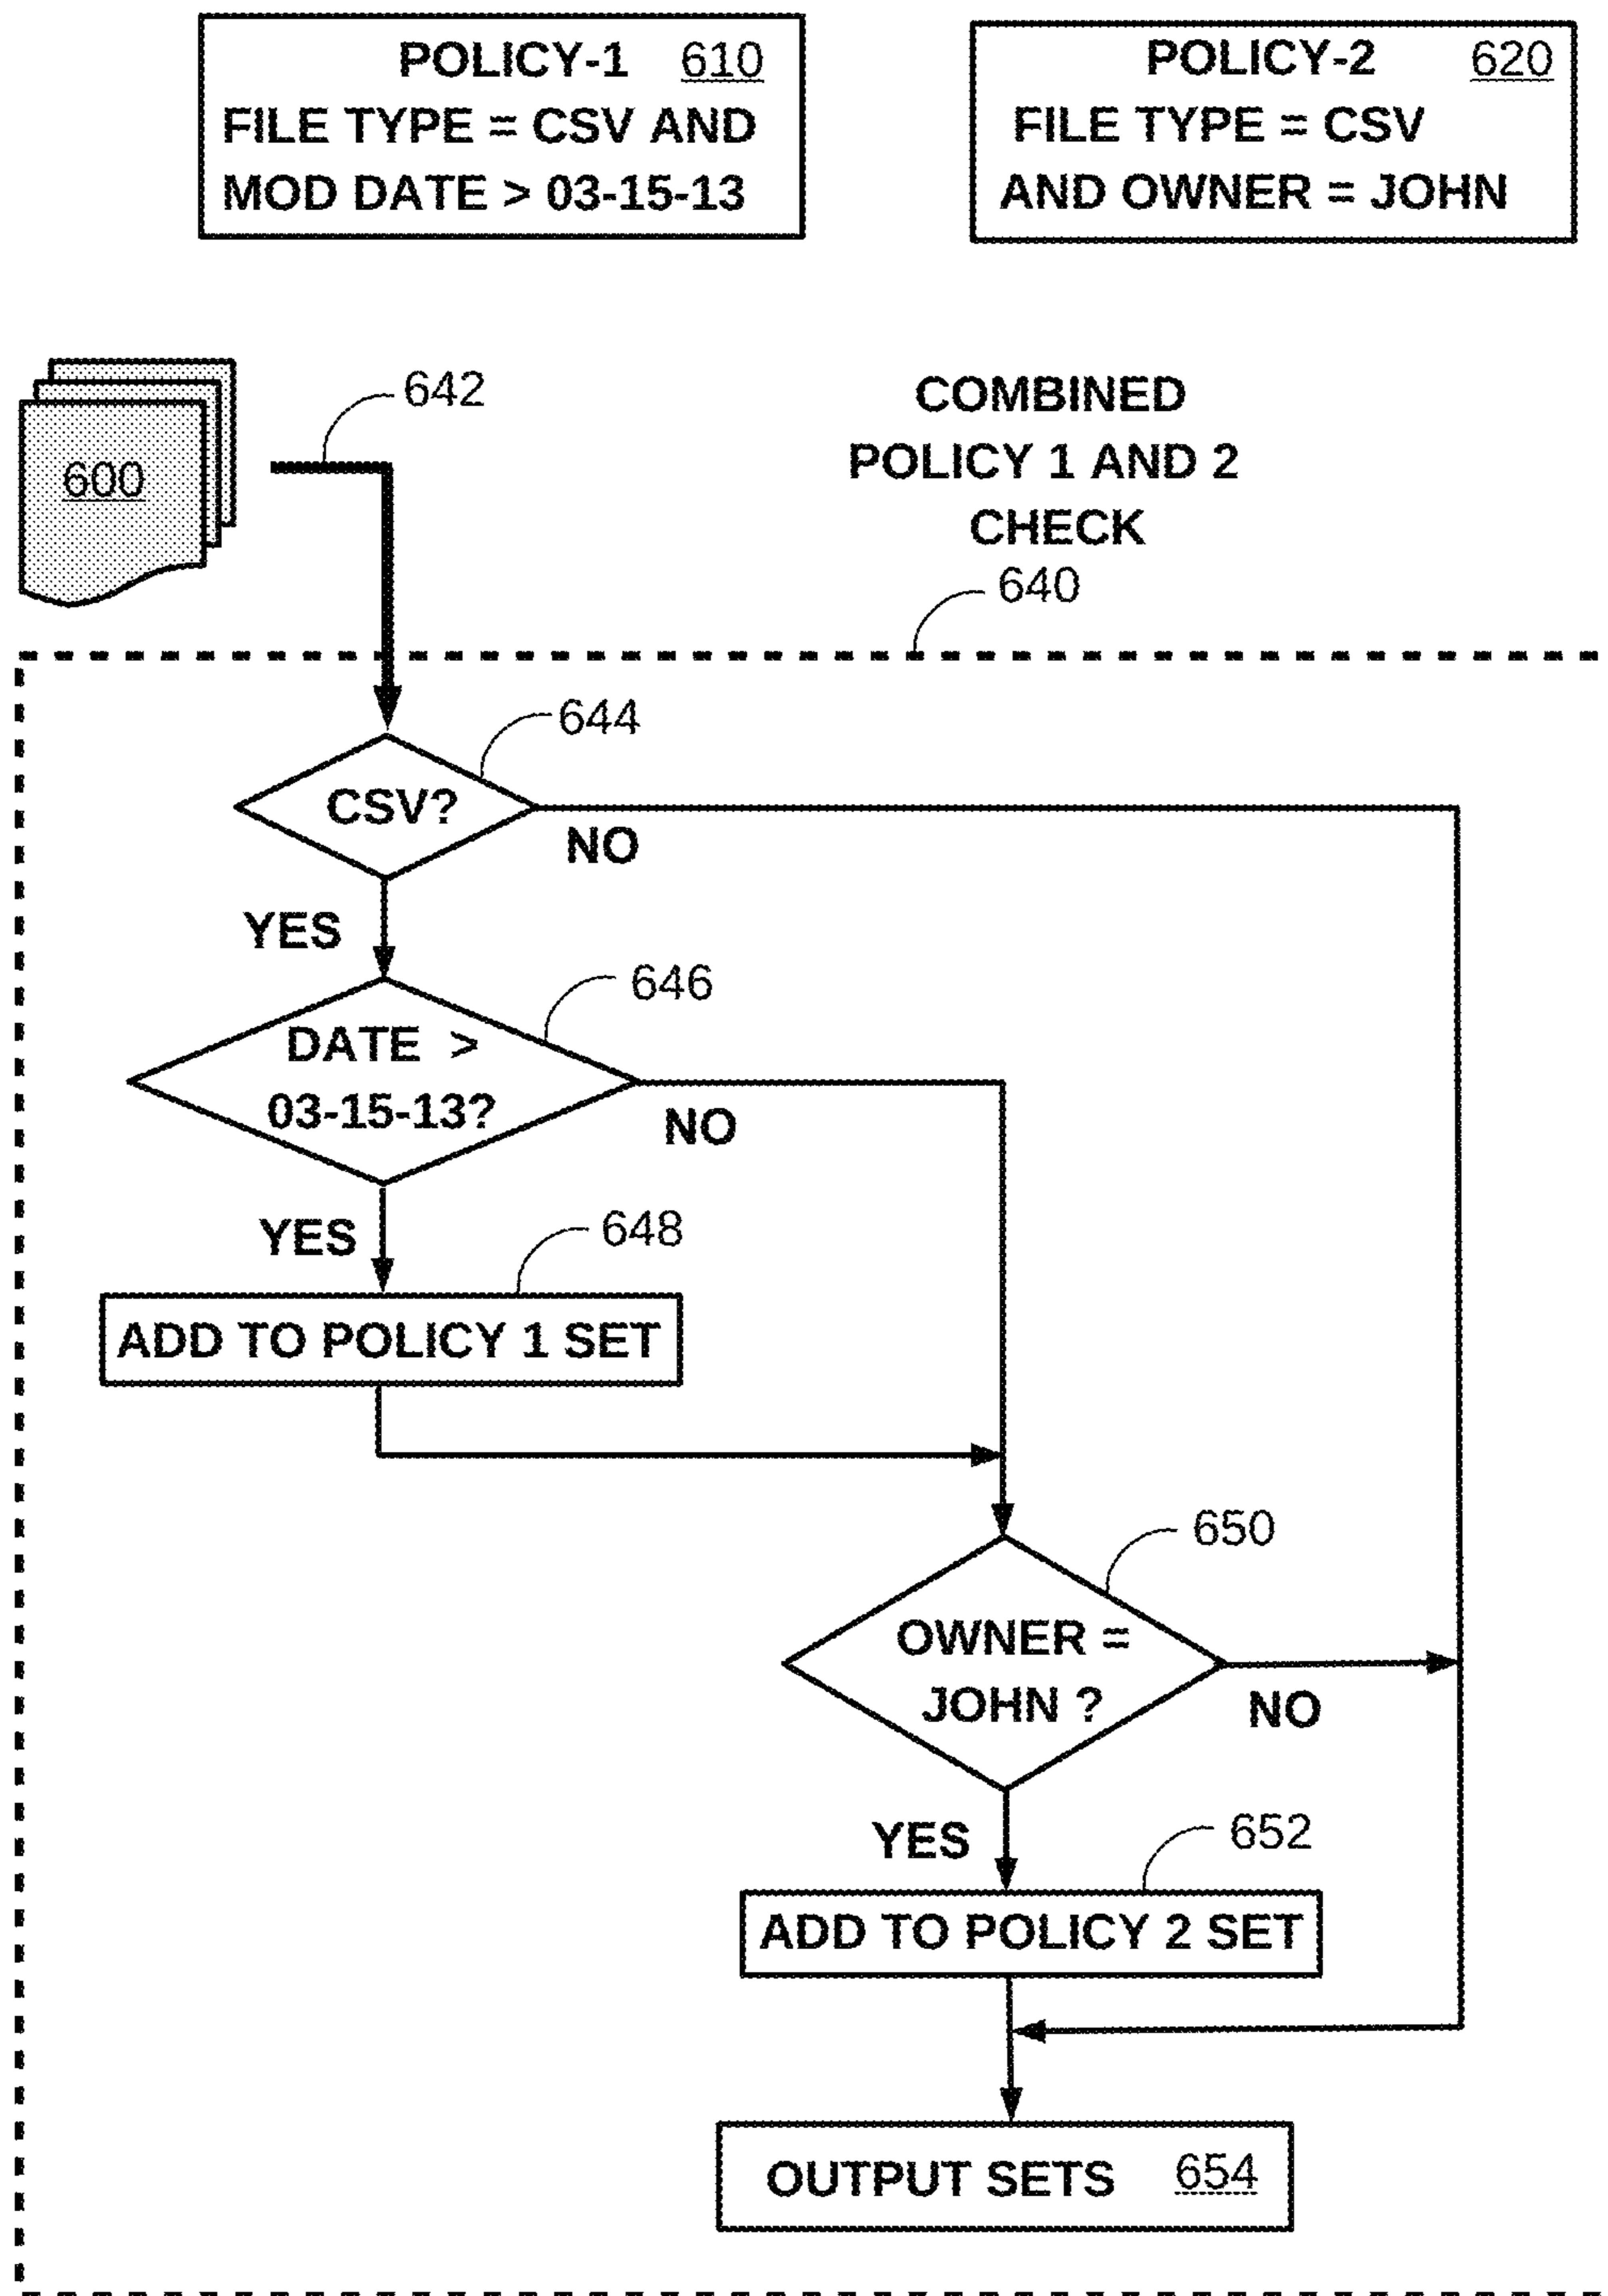 POLICY-1 610
FILE TYPE = CSV AND
MOD DATE > 03-15-13
POLICY-2 620
FILE TYPE = CSV
AND OWNER = JOHN
600
642
COMBINED
POLICY 1 AND 2
CHECK
640
644
CSV?
NO
YES
646
DATE >
03-15-13?
NO
YES
648
ADD TO POLICY 1 SET
650
OWNER =
JOHN ?
NO
YES
652
ADD TO POLICY 2 SET
OUTPUT SETS 654